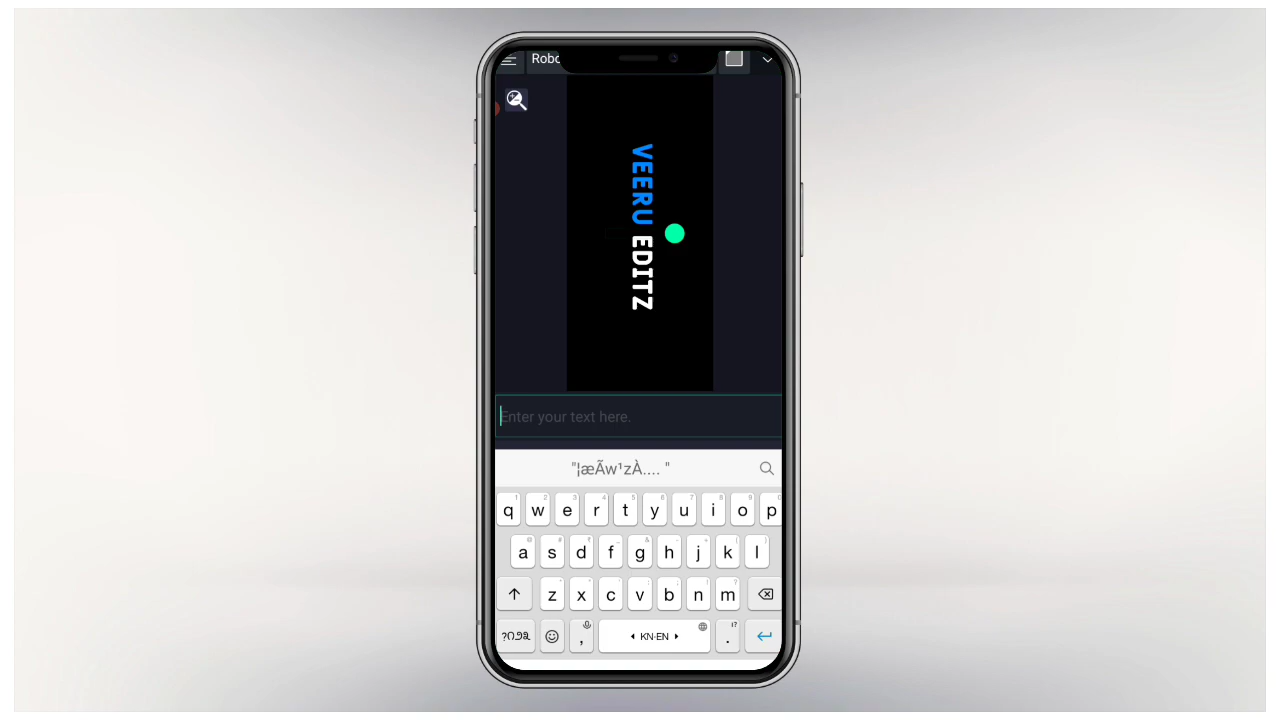 Robo
VEERU EDITZ
Enter your text here.
"¦æÃw¹zÀ.... "
q w e r t y u i o p
a s d f g h j k l
z x c v b n m
, KN·EN . !?